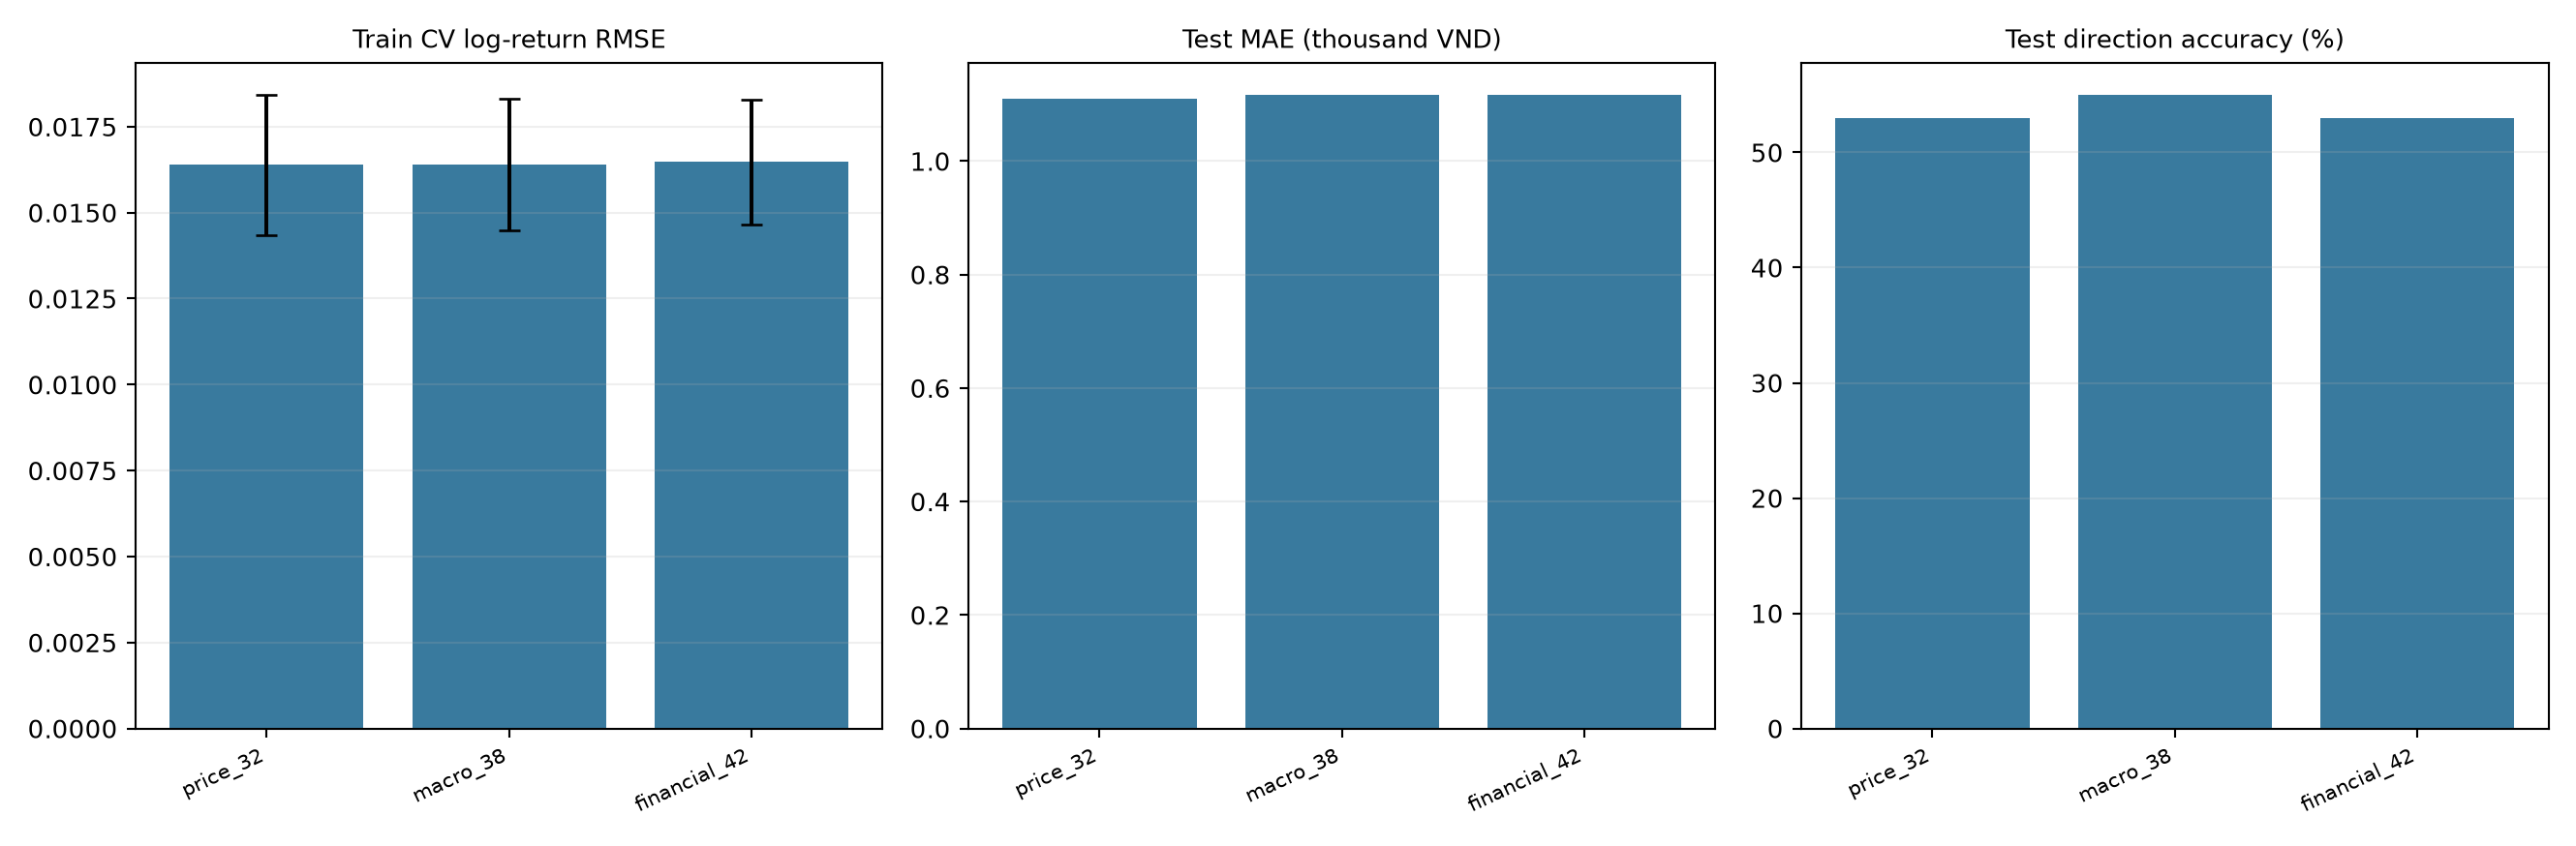 Train CV log-return RMSE
0.0175
0.0150
0.0125
0.0100
0.0075
0.0050
0.0025
0.0000
price_32
macro_38
financial_42
Test MAE (thousand VND)
1.0
0.8
0.6
0.4
0.2
0.0
price_32
macro_38
financial_42
Test direction accuracy (%)
50
40
30
20
10
0
price_32
macro_38
financial_42